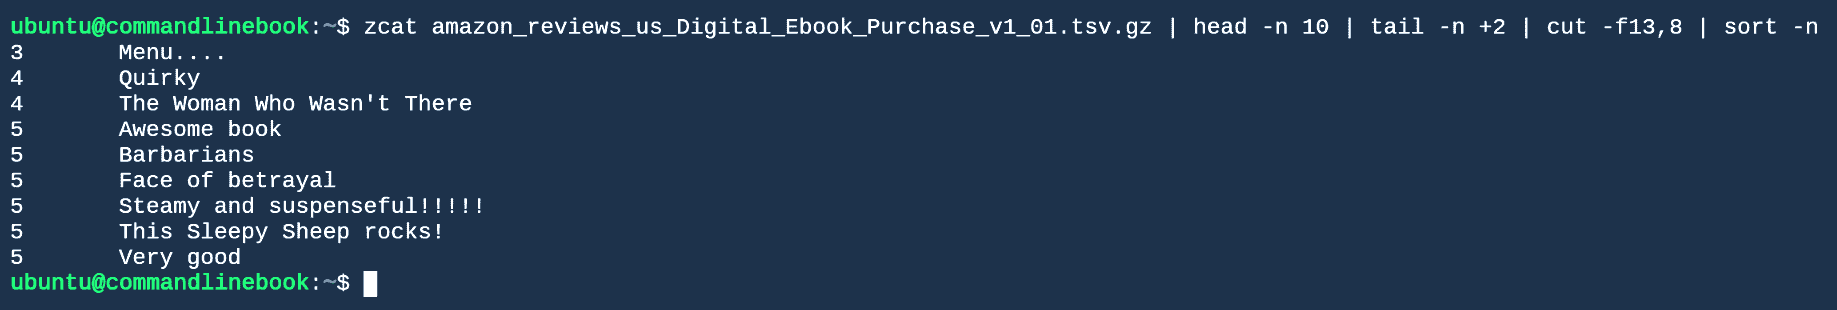 ubuntu@commandlinebook:~$ zcat amazon_reviews_us_Digital_Ebook_Purchase_v1_01.tsv.gz | head -n 10 | tail -n +2 | cut -f13,8 | sort -n
3	Menu....
4	Quirky
4	The Woman Who Wasn't There
5	Awesome book
5	Barbarians
5	Face of betrayal
5	Steamy and suspenseful!!!!!
5	This Sleepy Sheep rocks!
5	Very good
ubuntu@commandlinebook:~$